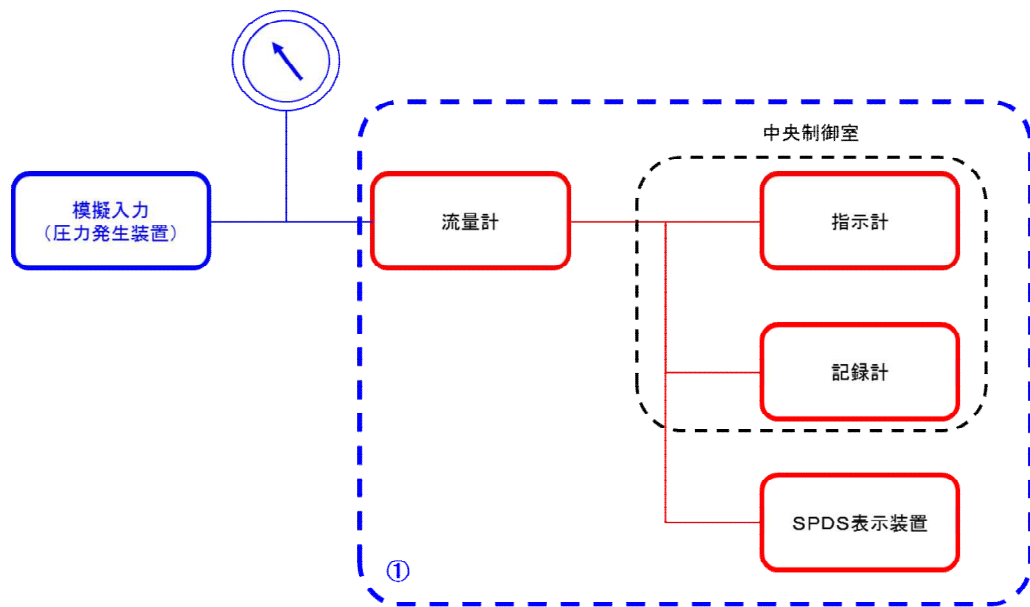 中央制御室
模擬入力
（圧力発生装置）
流量計
指示計
記録計
SPDS表示装置
①